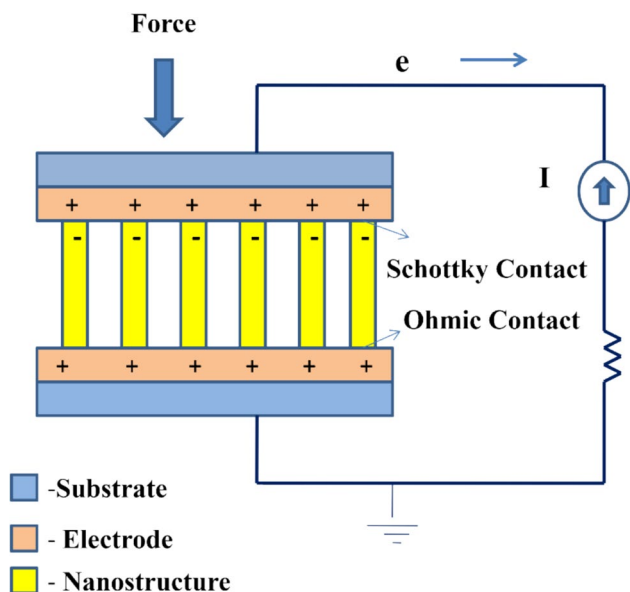 Force
e
I
+ + + + + +
- - - - - -
Schottky Contact
Ohmic Contact
+ + + + + +
-Substrate
- Electrode
- Nanostructure